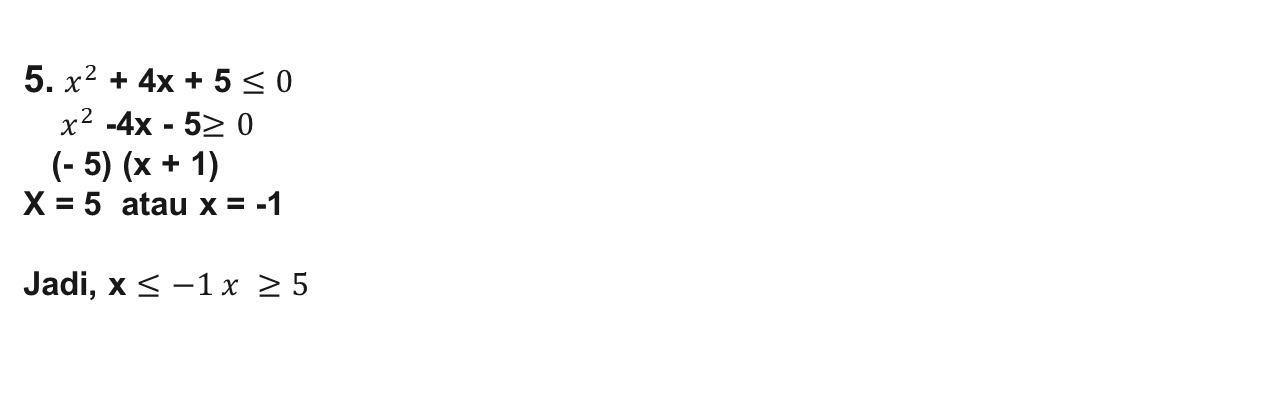 5. x² + 4x + 5 ≤ 0
x² -4x - 5≥ 0
(- 5) (x + 1)
X = 5 atau x = -1
Jadi, x ≤ −1 x ≥ 5